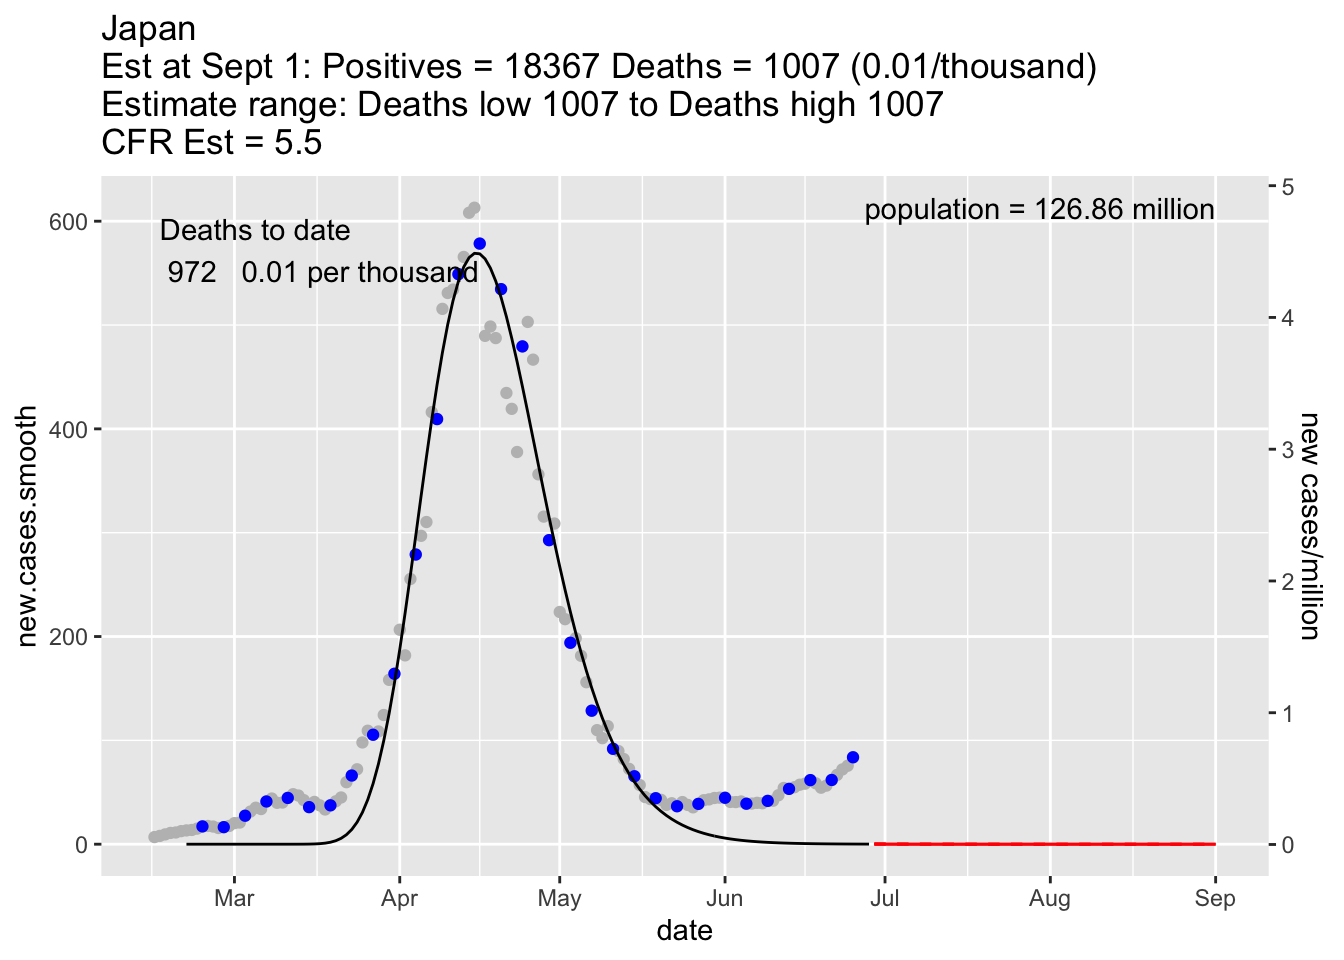 Japan
Est at Sept 1: Positives = 18367 Deaths = 1007 (0.01/thousand)
Estimate range: Deaths low 1007 to Deaths high 1007
CFR Est = 5.5
Deaths to date
972 0.01 per thousand
population = 126.86 million
600
400
200
0
new.cases.smooth
5
4
3
2
1
0
new cases/million
Mar Apr May Jun Jul Aug Sep
date